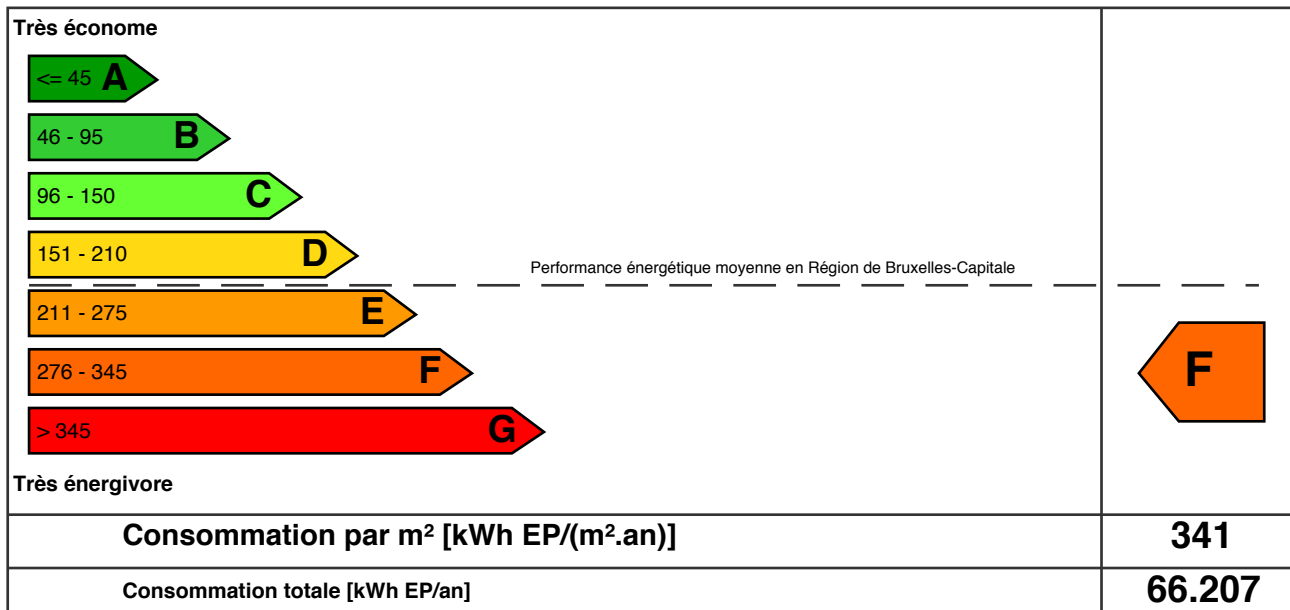 Très économe
<= 45 A
46 - 95 B
96 - 150 C
151 - 210 D
Performance énergétique moyenne en Région de Bruxelles-Capitale
211 - 275 E
276 - 345 F
F
> 345 G
Très énergivore
Consommation par m² [kWh EP/(m².an)] 341
Consommation totale [kWh EP/an] 66.207